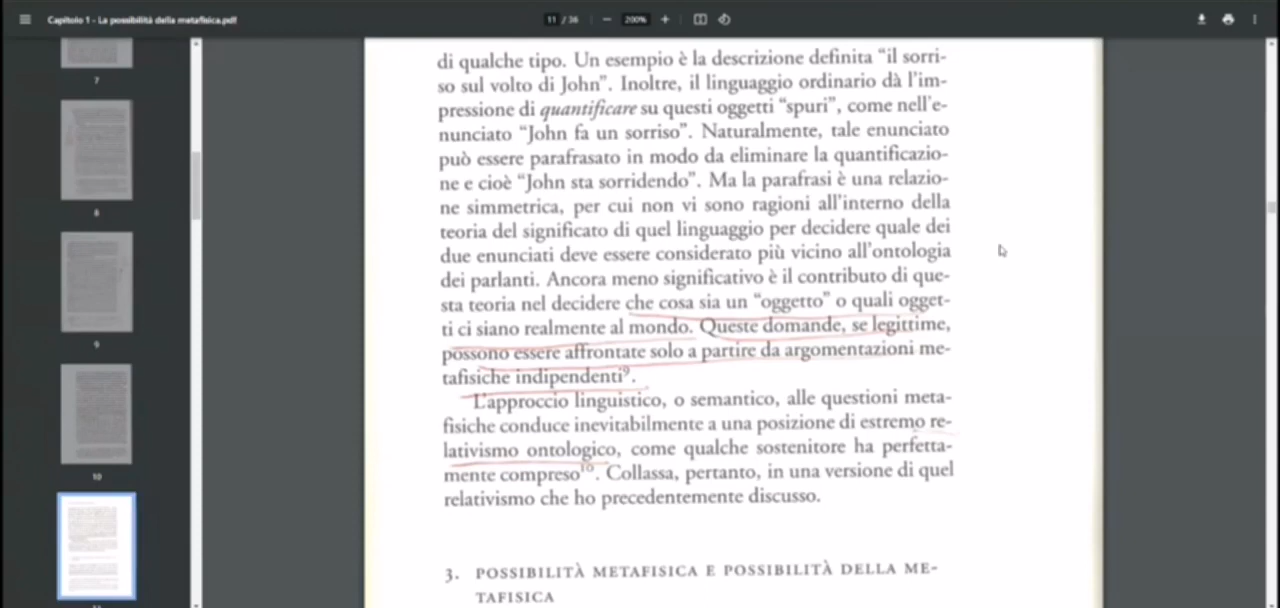 Capitolo 1 - La possibilità della metafisica.pdf
11 / 36
200%
7
8
9
10
di qualche tipo. Un esempio è la descrizione definita “il sorri-
so sul volto di John”. Inoltre, il linguaggio ordinario dà l’im-
pressione di quantificare su questi oggetti “spuri”, come nell’e-
nunciato “John fa un sorriso”. Naturalmente, tale enunciato
può essere parafrasato in modo da eliminare la quantificazio-
ne e cioè “John sta sorridendo”. Ma la parafrasi è una relazio-
ne simmetrica, per cui non vi sono ragioni all’interno della
teoria del significato di quel linguaggio per decidere quale dei
due enunciati deve essere considerato più vicino all’ontologia
dei parlanti. Ancora meno significativo è il contributo di que-
sta teoria nel decidere che cosa sia un “oggetto” o quali ogget-
ti ci siano realmente al mondo. Queste domande, se legittime,
possono essere affrontate solo a partire da argomentazioni me-
tafisiche indipendenti⁹.
L’approccio linguistico, o semantico, alle questioni meta-
fisiche conduce inevitabilmente a una posizione di estremo re-
lativismo ontologico, come qualche sostenitore ha perfetta-
mente compreso¹⁰. Collassa, pertanto, in una versione di quel
relativismo che ho precedentemente discusso.
3. POSSIBILITÀ METAFISICA E POSSIBILITÀ DELLA ME-
TAFISICA